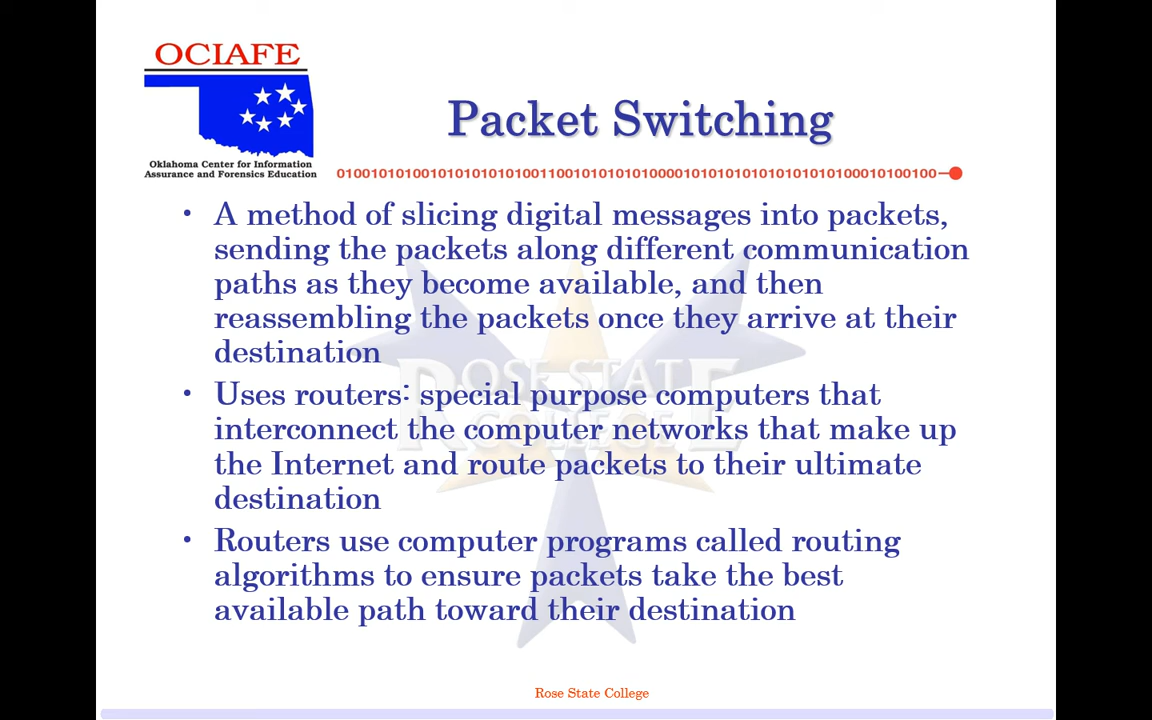 OCIAFE
Oklahoma Center for Information
Assurance and Forensics Education
Packet Switching
0100101010010101010101010011001010101010000101010101010101010100010100100
• A method of slicing digital messages into packets,
sending the packets along different communication
paths as they become available, and then
reassembling the packets once they arrive at their
destination
• Uses routers: special purpose computers that
interconnect the computer networks that make up
the Internet and route packets to their ultimate
destination
• Routers use computer programs called routing
algorithms to ensure packets take the best
available path toward their destination
ROSE STATE
COLLEGE
Rose State College